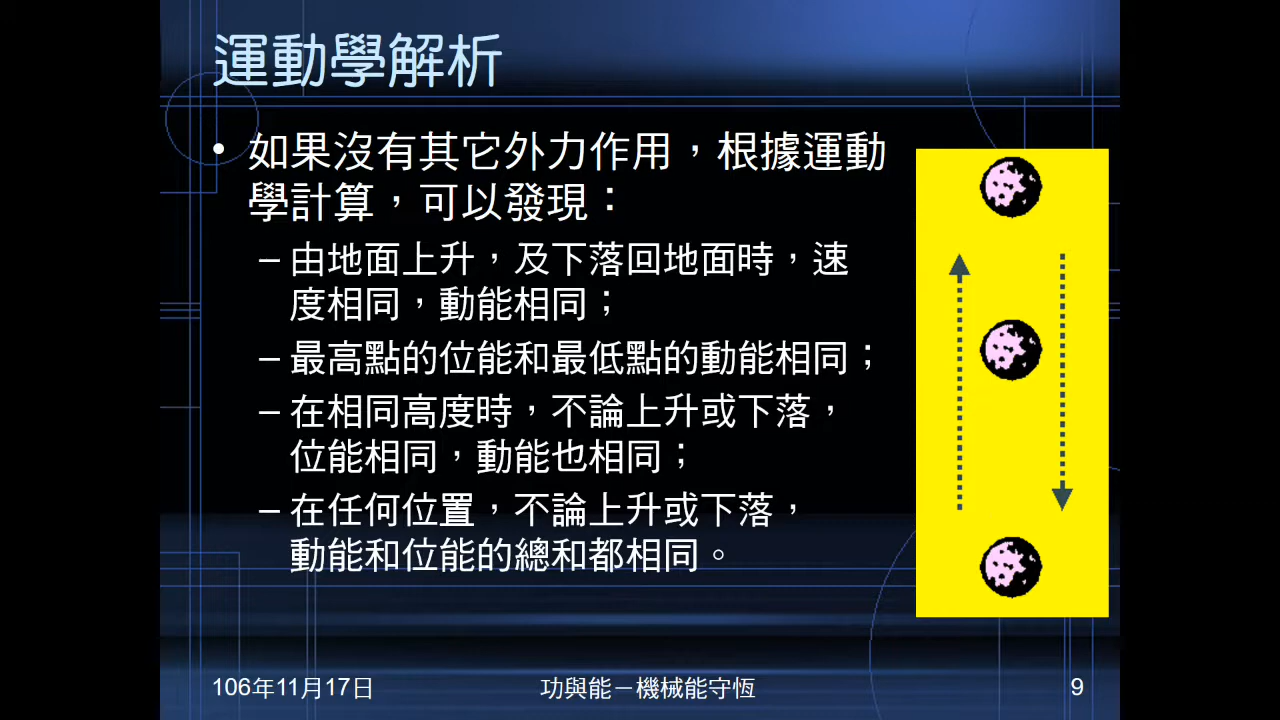 運動學解析
• 如果沒有其它外力作用，根據運動
學計算，可以發現：
– 由地面上升，及下落回地面時，速
度相同，動能相同；
– 最高點的位能和最低點的動能相同；
– 在相同高度時，不論上升或下落，
位能相同，動能也相同；
– 在任何位置，不論上升或下落，
動能和位能的總和都相同。
106年11月17日
功與能－機械能守恆
9